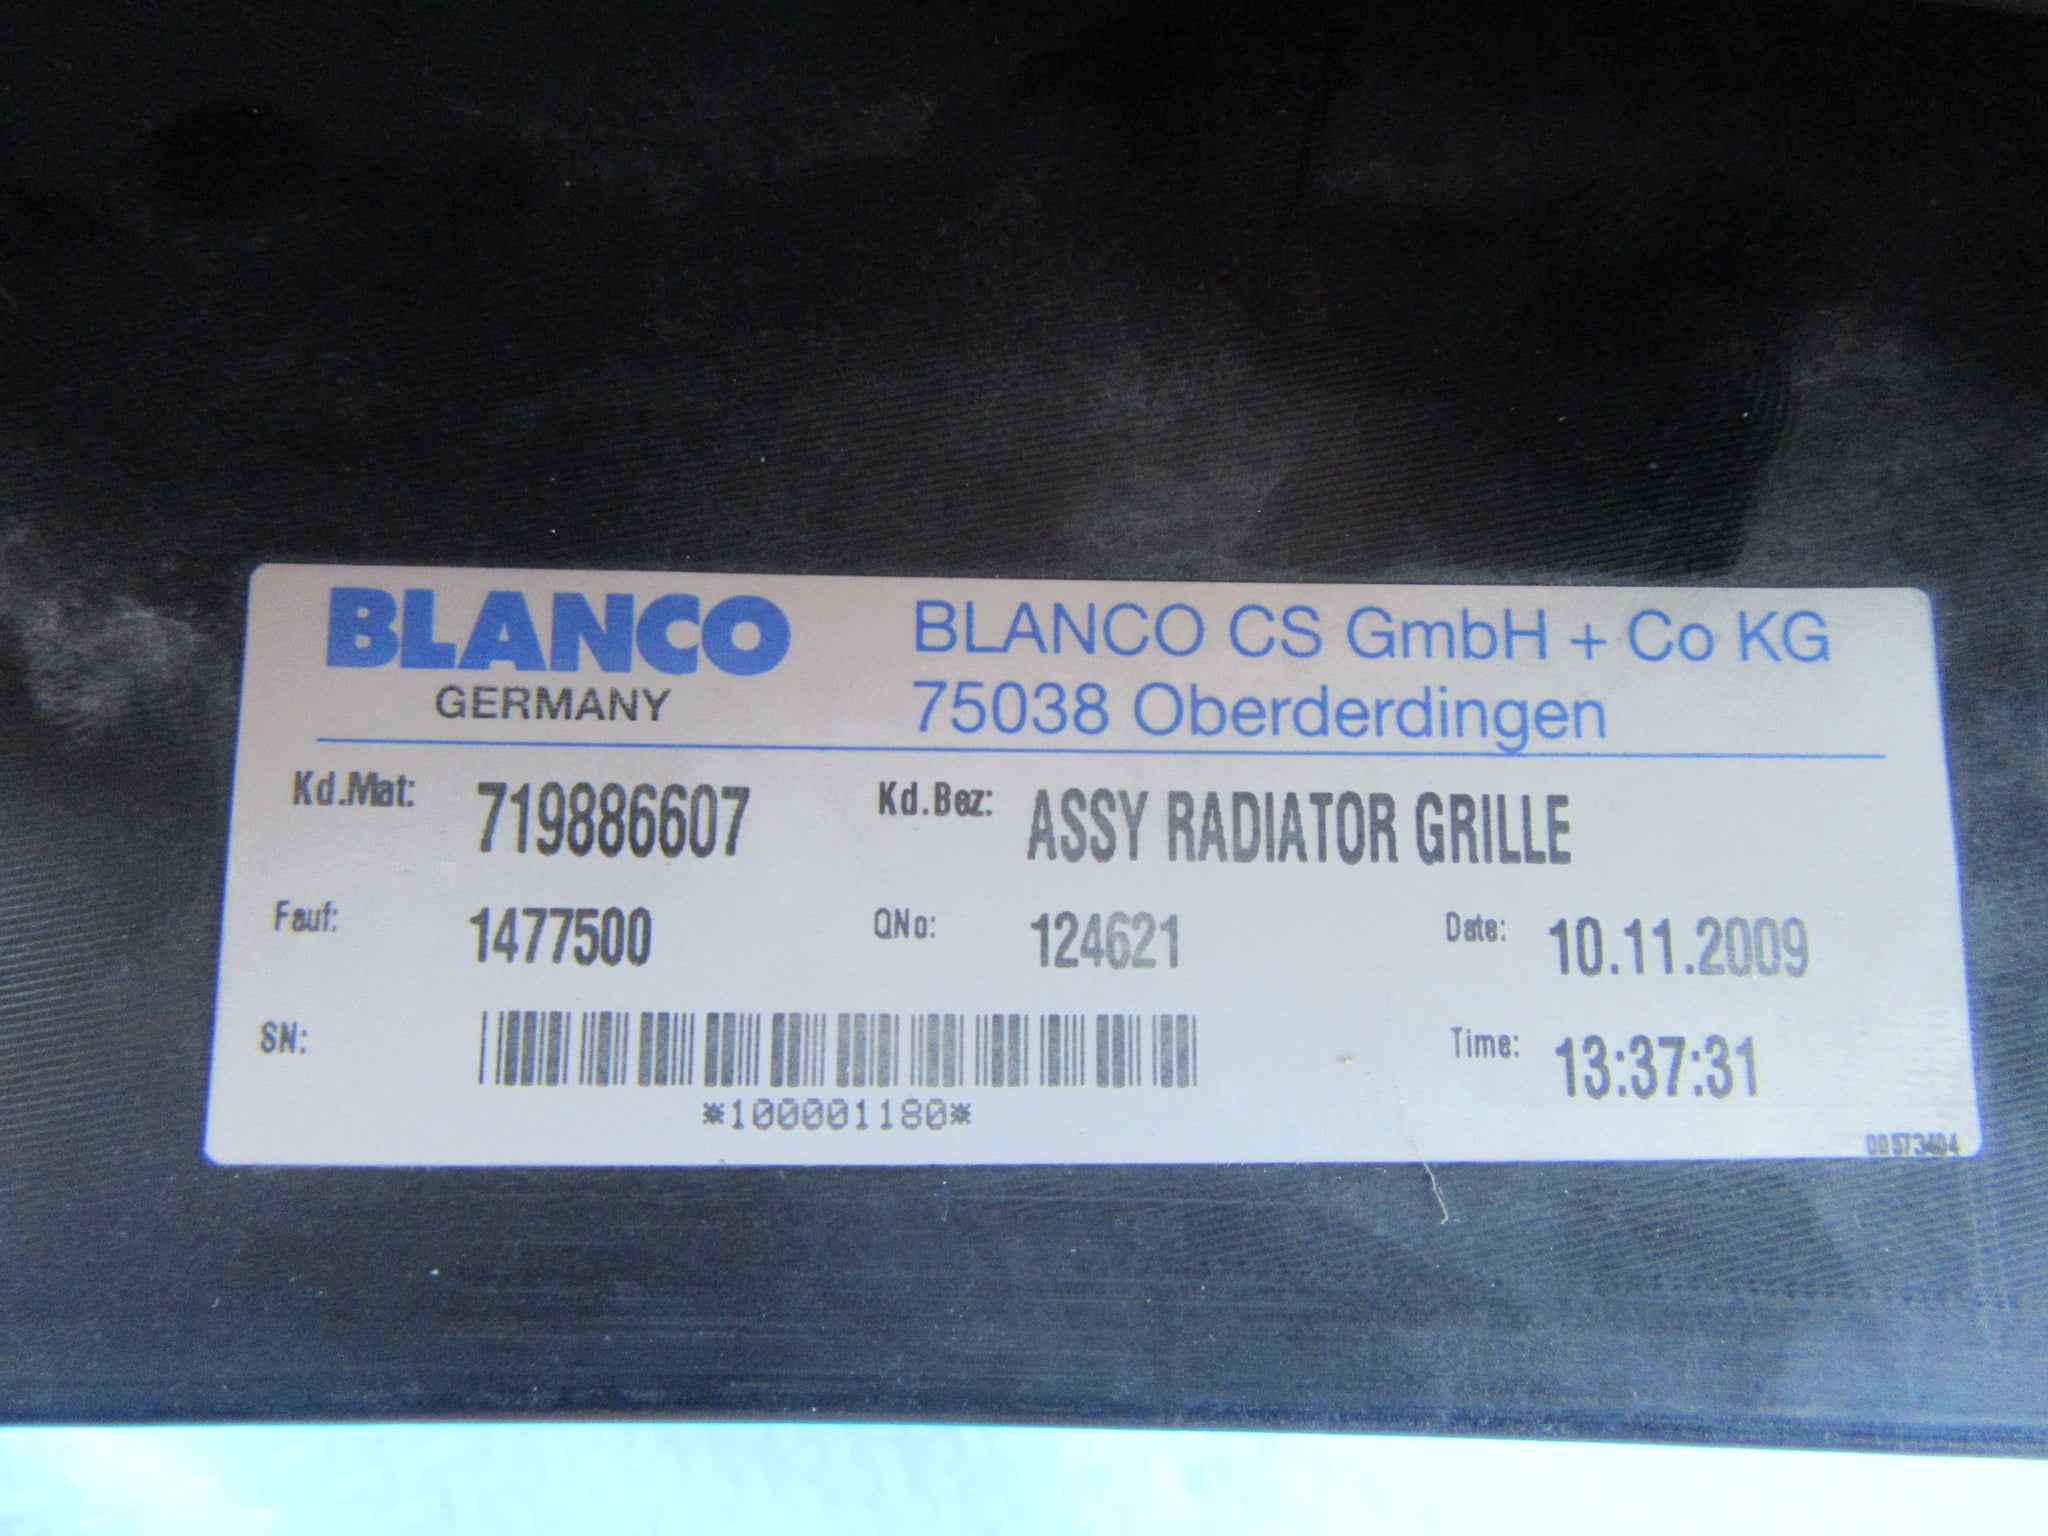 BLANCO
GERMANY
BLANCO CS GmbH + Co KG
75038 Oberderdingen
Kd.Mat: 719886607 Kd.Bez: ASSY RADIATOR GRILLE
Fauf: 1477500 QNo: 124621 Date: 10.11.2009
SN: Time: 13:37:31
*100001180*